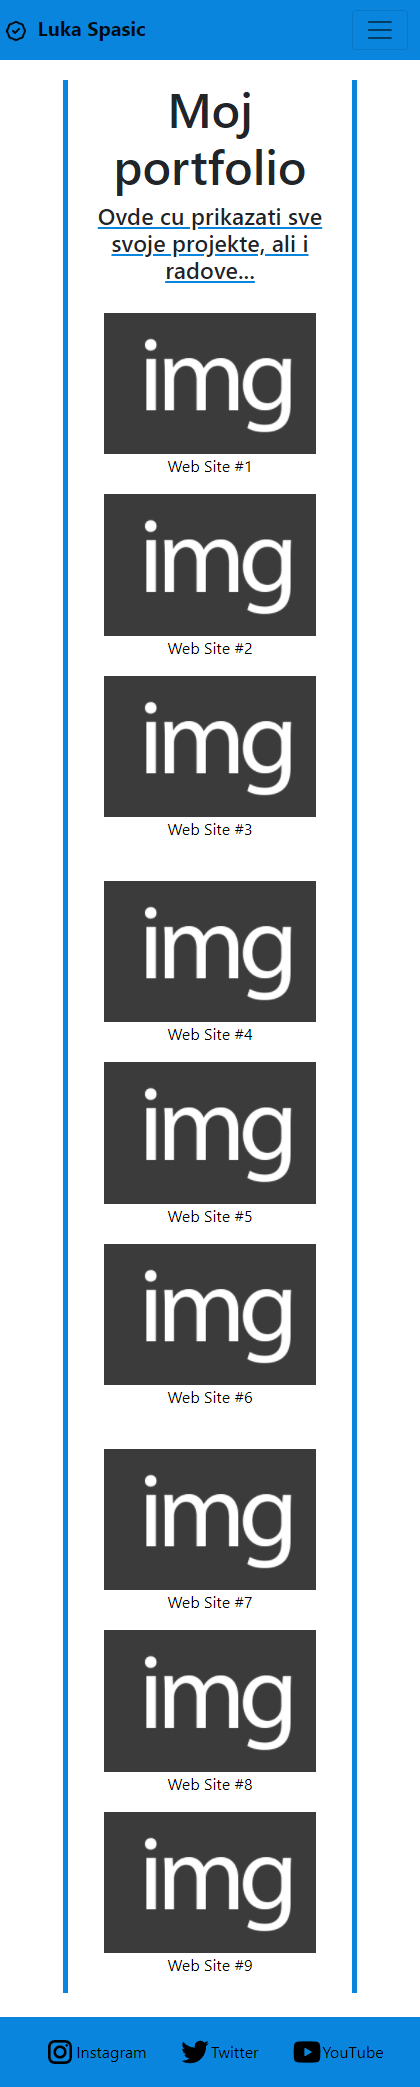 Luka Spasic
Moj
portfolio
Ovde cu prikazati sve
svoje projekte, ali i
radove...
img
Web Site #1
img
Web Site #2
img
Web Site #3
img
Web Site #4
img
Web Site #5
img
Web Site #6
img
Web Site #7
img
Web Site #8
img
Web Site #9
Instagram Twitter YouTube